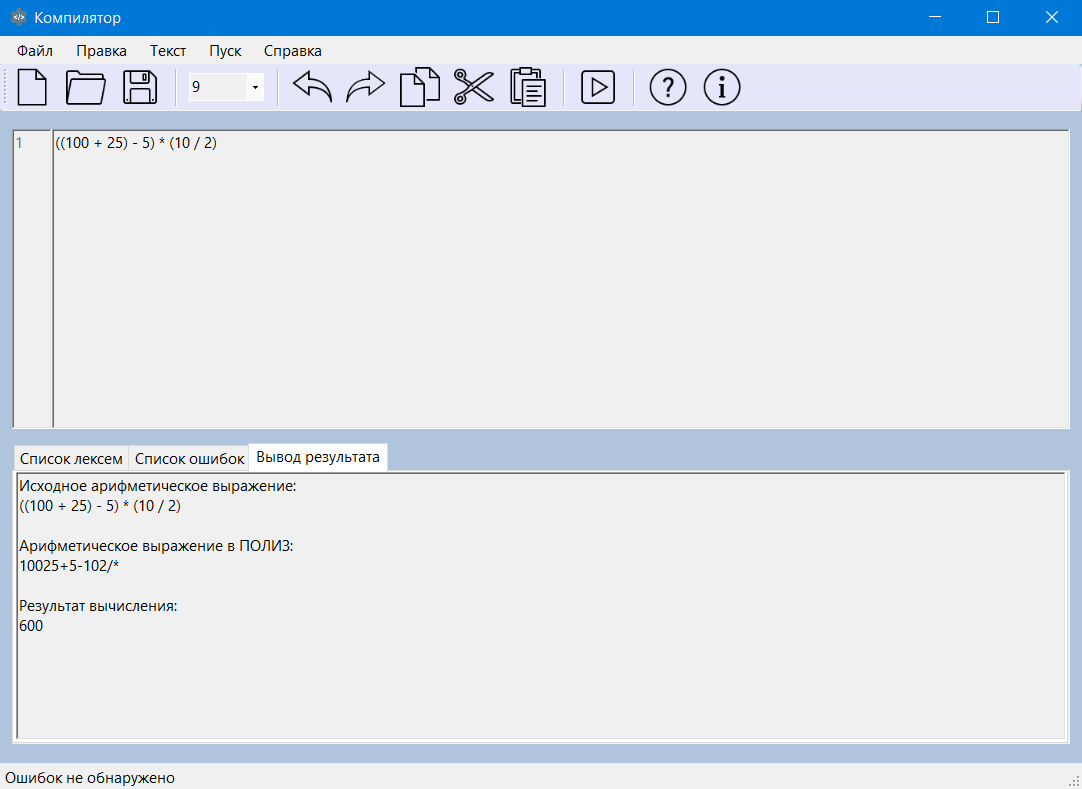 Компилятор
Файл Правка Текст Пуск Справка
9
1 ((100 + 25) - 5) * (10 / 2)
Список лексем Список ошибок Вывод результата
Исходное арифметическое выражение:
((100 + 25) - 5) * (10 / 2)
Арифметическое выражение в ПОЛИЗ:
10025+5-102/*
Результат вычисления:
600
Ошибок не обнаружено